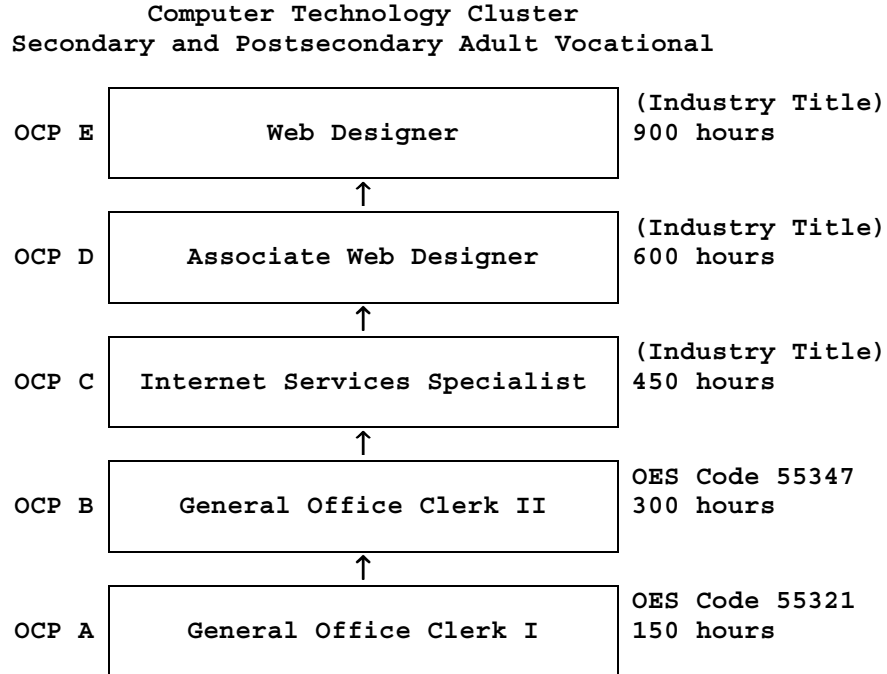 Computer Technology Cluster
Secondary and Postsecondary Adult Vocational
(Industry Title)
OCP E Web Designer 900 hours
↑
(Industry Title)
OCP D Associate Web Designer 600 hours
↑
(Industry Title)
OCP C Internet Services Specialist 450 hours
↑
OES Code 55347
OCP B General Office Clerk II 300 hours
↑
OES Code 55321
OCP A General Office Clerk I 150 hours